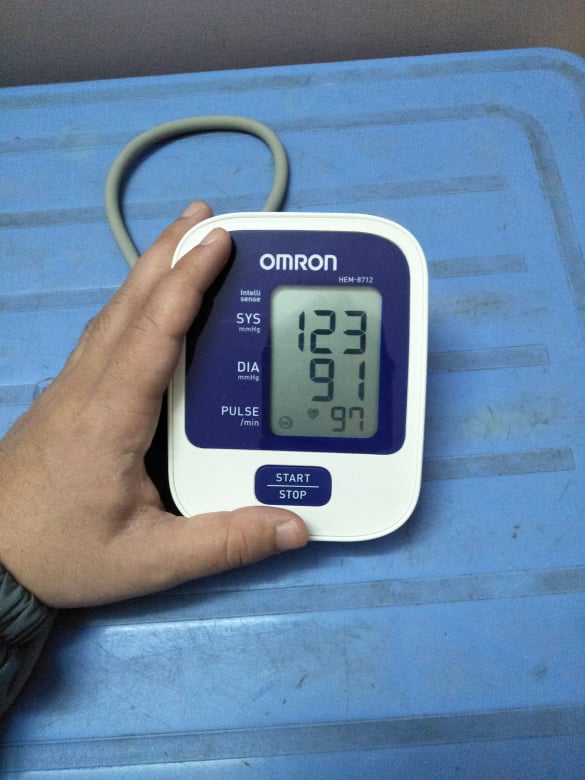 OMRON
HEM-8712
Intelli
sense
SYS
mmHg
123
DIA
mmHg
91
PULSE
/min
97
START
STOP